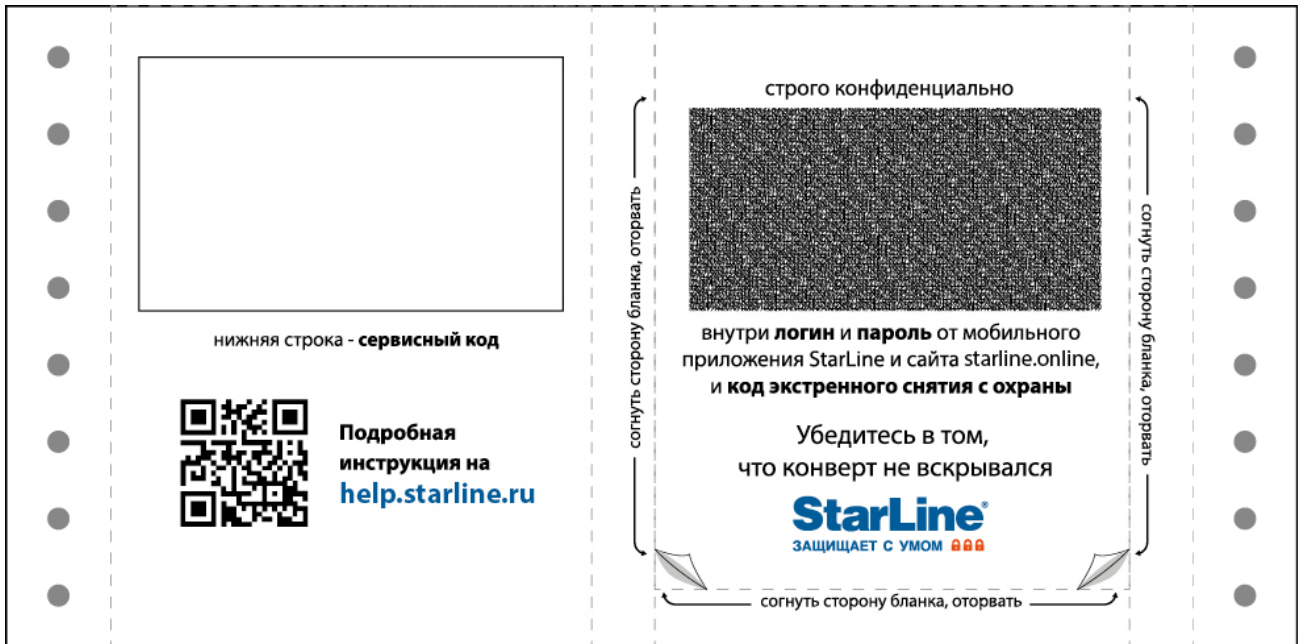 нижняя строка - сервисный код
Подробная
инструкция на
help.starline.ru
согнуть сторону бланка, оторвать
строго конфиденциально
внутри логин и пароль от мобильного
приложения StarLine и сайта starline.online,
и код экстренного снятия с охраны
Убедитесь в том,
что конверт не вскрывался
StarLine®
ЗАЩИЩАЕТ С УМОМ
согнуть сторону бланка, оторвать
согнуть сторону бланка, оторвать